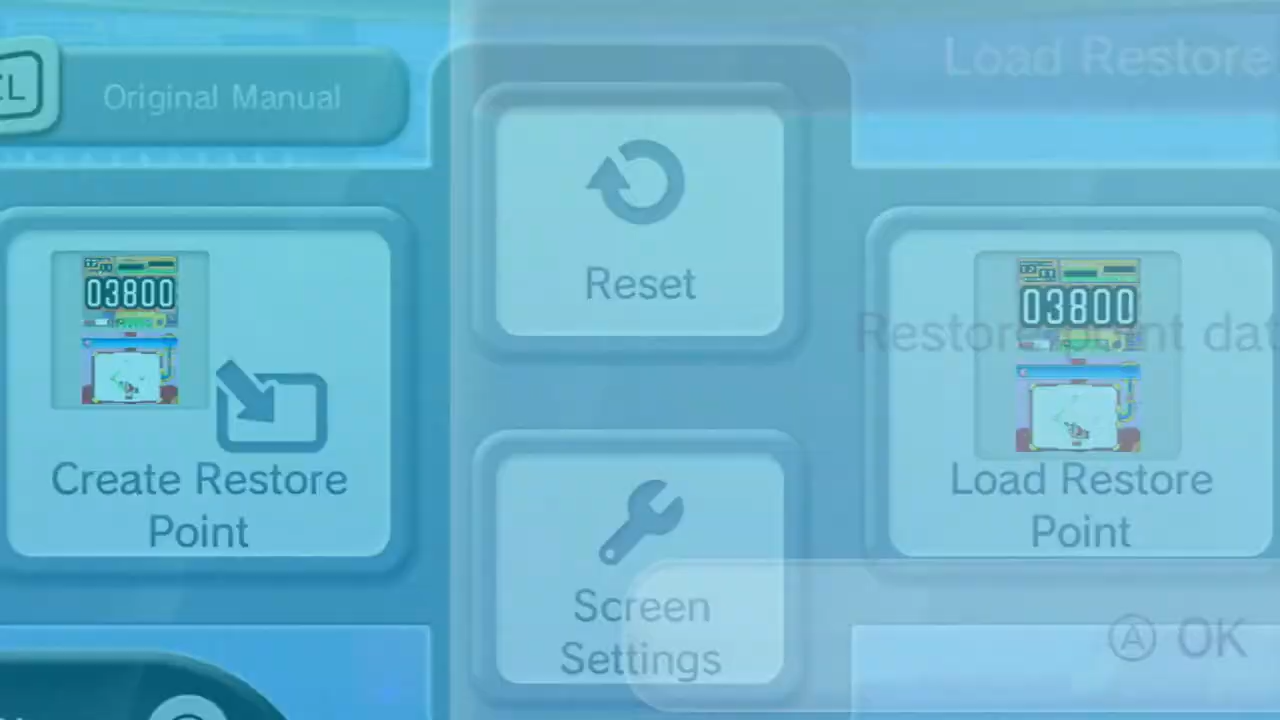 Original Manual
Load Restore
Reset
03800
03800
Create Restore
Point
Load Restore
Point
Screen
Settings
OK